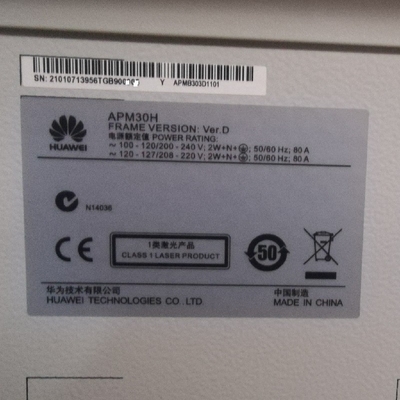 SN: 21010713956TGB900 Y APMB303D1101
APM30H
FRAME VERSION: Ver.D
电源额定值 POWER RATING:
~ 100 - 120/200 - 240 V; 2W+N+⏚; 50/60 Hz; 80 A
~ 120 - 127/208 - 220 V; 2W+N+⏚; 50/60 Hz; 80 A
HUAWEI
N14036
CE
1类激光产品
CLASS 1 LASER PRODUCT
50
华为技术有限公司
HUAWEI TECHNOLOGIES CO .,LTD
中国制造
MADE IN CHINA